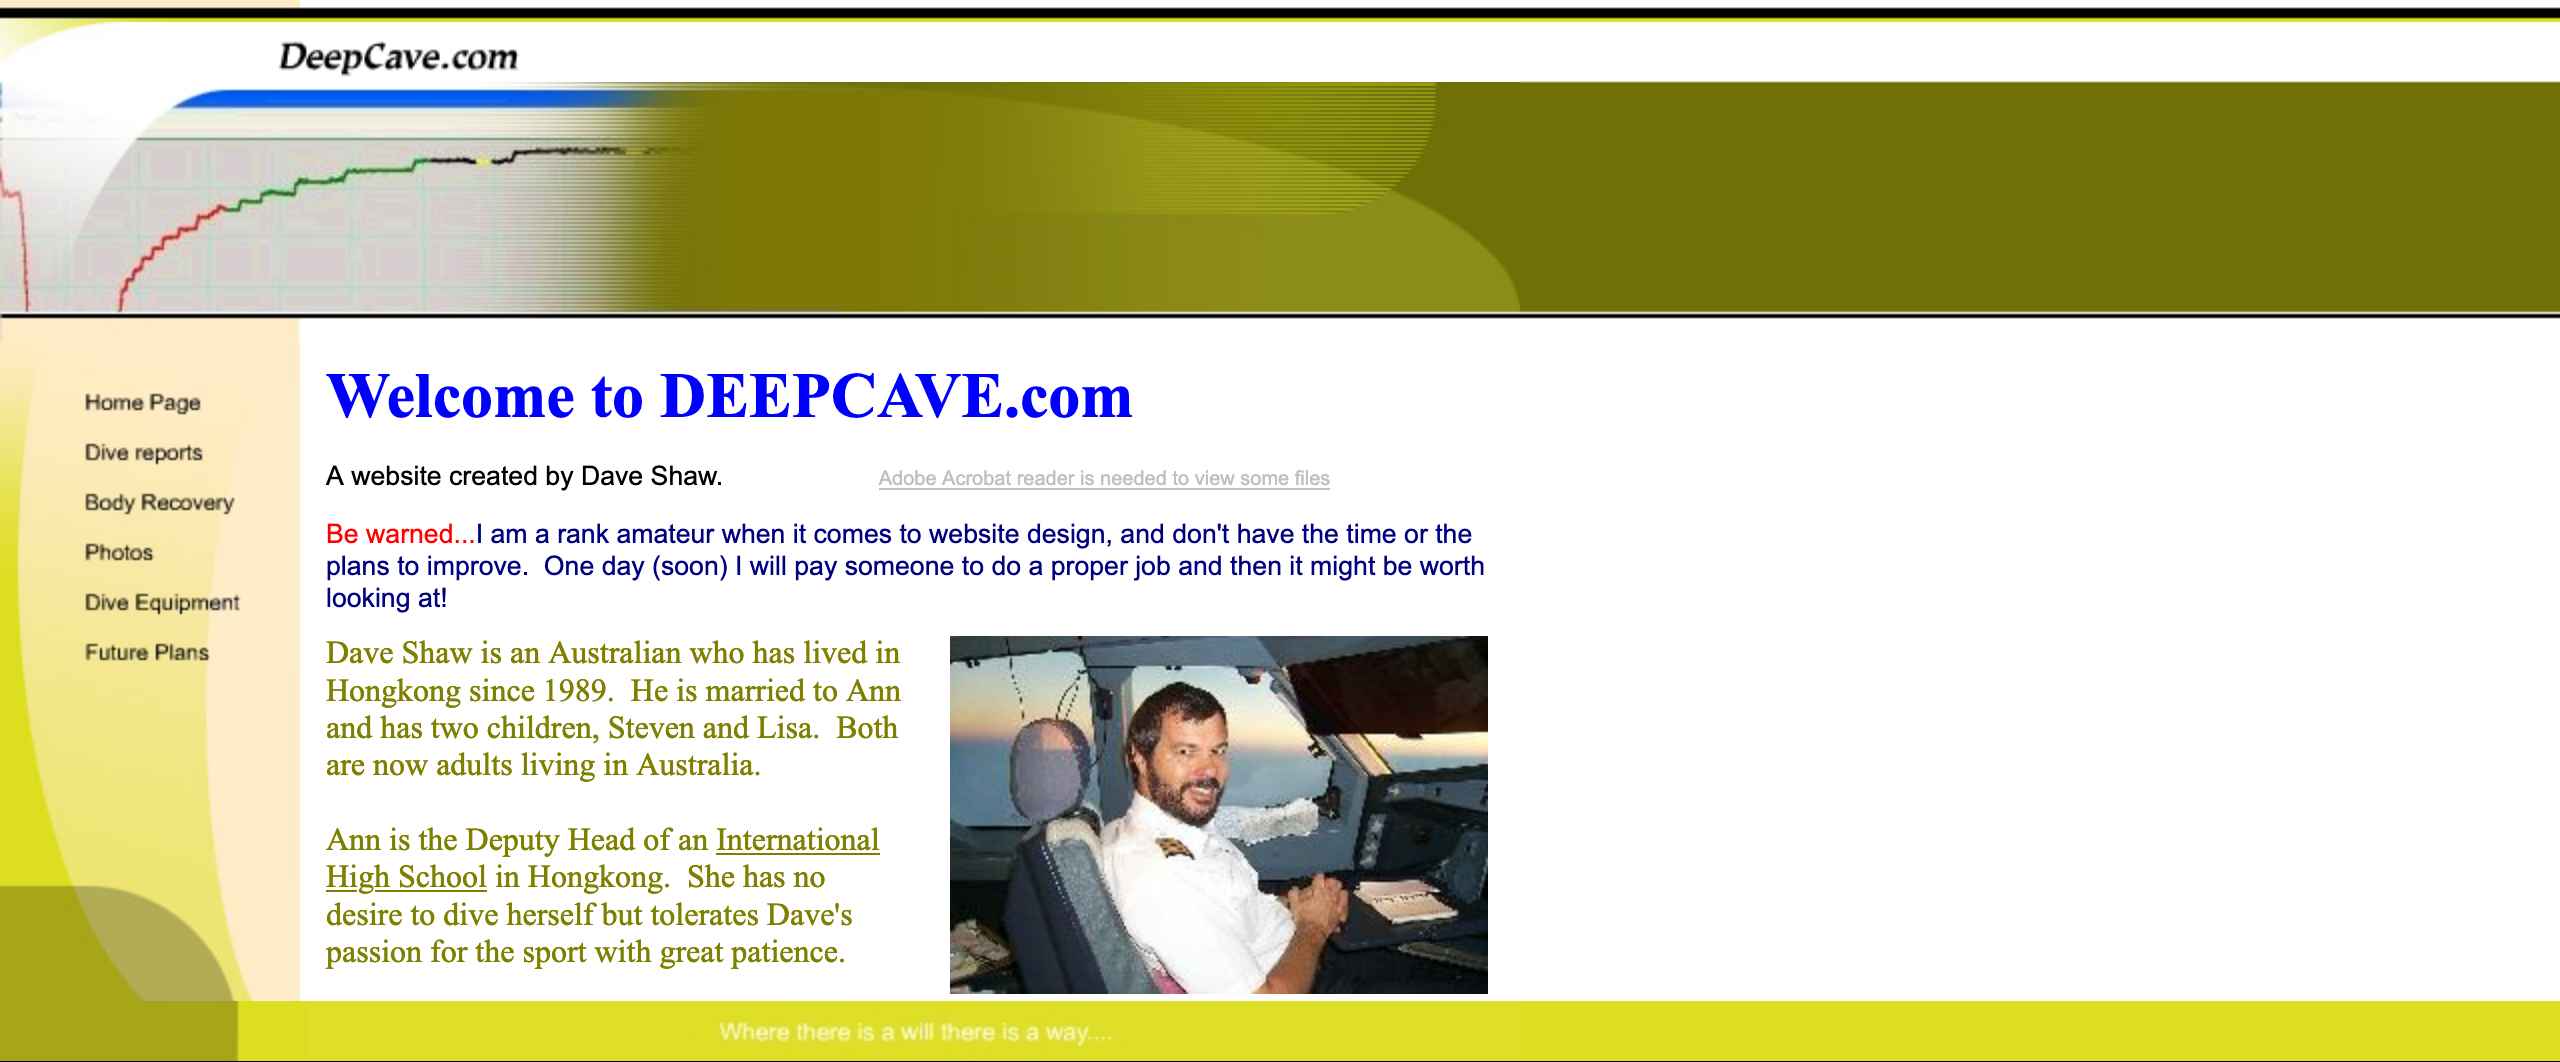 DeepCave.com
Home Page
Dive reports
Body Recovery
Photos
Dive Equipment
Future Plans
Welcome to DEEPCAVE.com
A website created by Dave Shaw.
Adobe Acrobat reader is needed to view some files
Be warned...I am a rank amateur when it comes to website design, and don't have the time or the
plans to improve.  One day (soon) I will pay someone to do a proper job and then it might be worth
looking at!
Dave Shaw is an Australian who has lived in
Hongkong since 1989.  He is married to Ann
and has two children, Steven and Lisa.  Both
are now adults living in Australia.
Ann is the Deputy Head of an International
High School in Hongkong.  She has no
desire to dive herself but tolerates Dave's
passion for the sport with great patience.
Where there is a will there is a way....